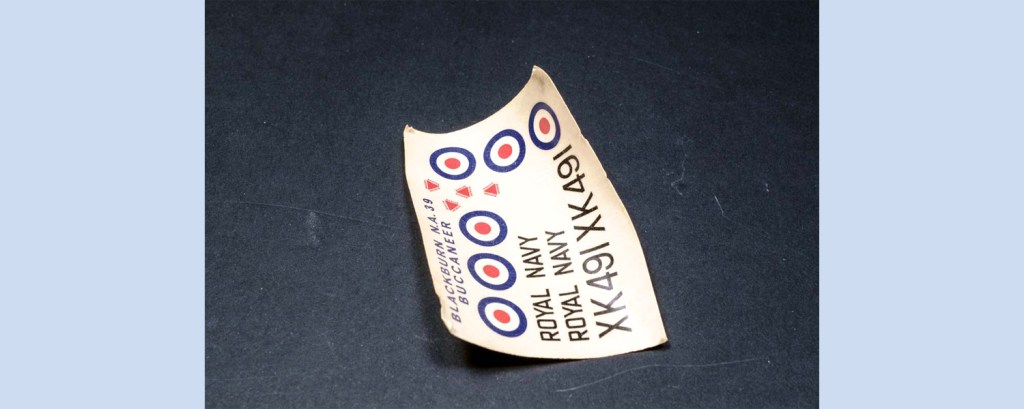 BLACKBURN N.A. 39
BUCCANEER
ROYAL NAVY
ROYAL NAVY
XK491 XK491